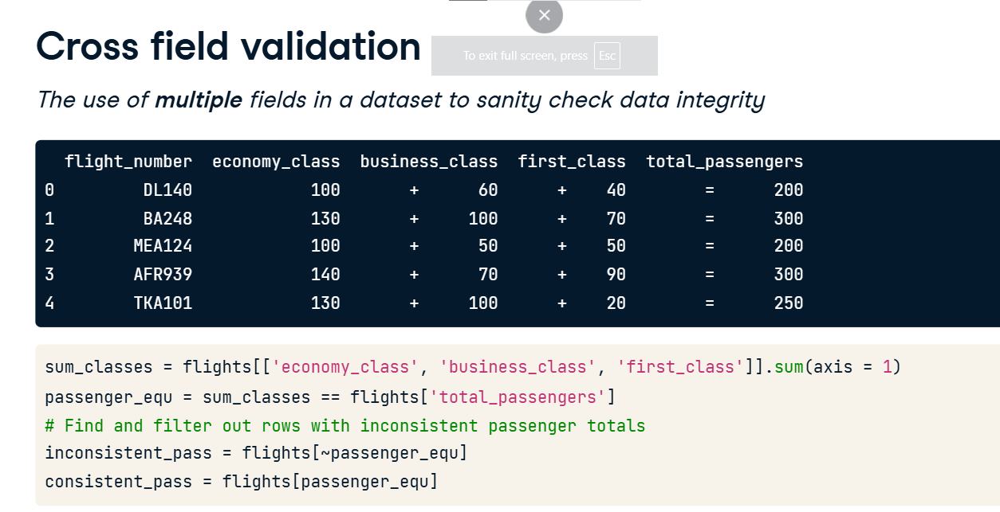 To exit full screen, press Esc
Cross field validation
The use of multiple fields in a dataset to sanity check data integrity
flight_number economy_class business_class first_class total_passengers
0 DL140 100 + 60 + 40 = 200
1 BA248 130 + 100 + 70 = 300
2 MEA124 100 + 50 + 50 = 200
3 AFR939 140 + 70 + 90 = 300
4 TKA101 130 + 100 + 20 = 250
sum_classes = flights[['economy_class', 'business_class', 'first_class']].sum(axis = 1)
passenger_equ = sum_classes == flights['total_passengers']
# Find and filter out rows with inconsistent passenger totals
inconsistent_pass = flights[~passenger_equ]
consistent_pass = flights[passenger_equ]